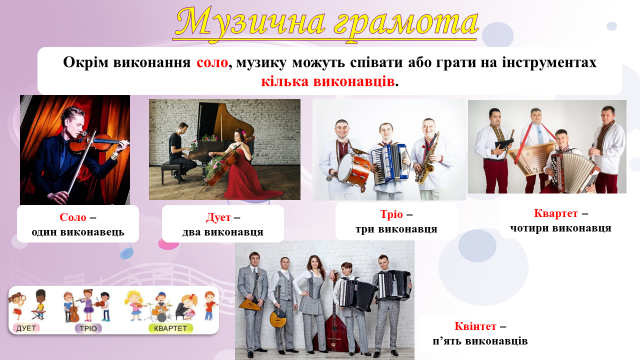 Музична грамота
Окрім виконання соло, музику можуть співати або грати на інструментах
кілька виконавців.
Соло –
один виконавець
Дует –
два виконавця
Тріо –
три виконавця
Квартет –
чотири виконавця
ДУЕТ
ТРІО
КВАРТЕТ
Квінтет –
п’ять виконавців